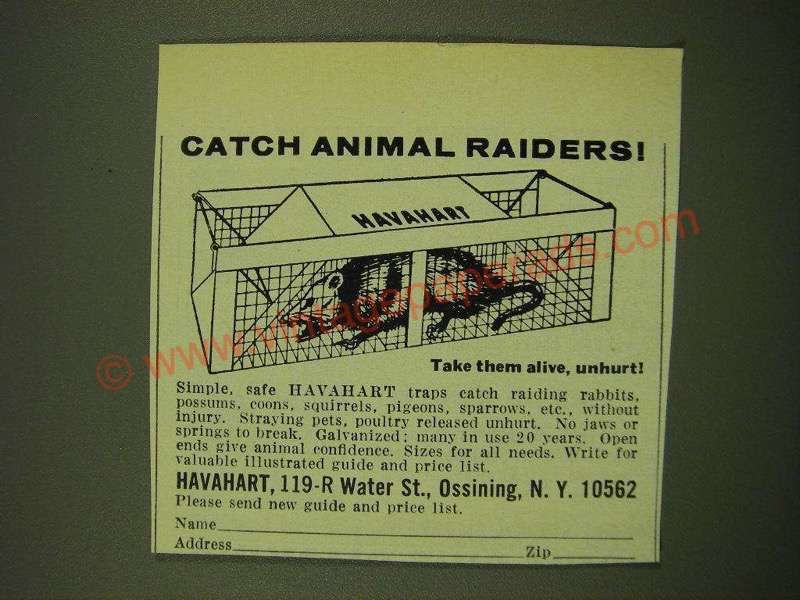 CATCH ANIMAL RAIDERS!
HAVAHART
© www.vintagepaperads.com
Take them alive, unhurt!
Simple, safe HAVAHART traps catch raiding rabbits,
possums, coons, squirrels, pigeons, sparrows, etc., without
injury. Straying pets, poultry released unhurt. No jaws or
springs to break. Galvanized; many in use 20 years. Open
ends give animal confidence. Sizes for all needs. Write for
valuable illustrated guide and price list.
HAVAHART, 119-R Water St., Ossining, N. Y. 10562
Please send new guide and price list.
Name
Address Zip